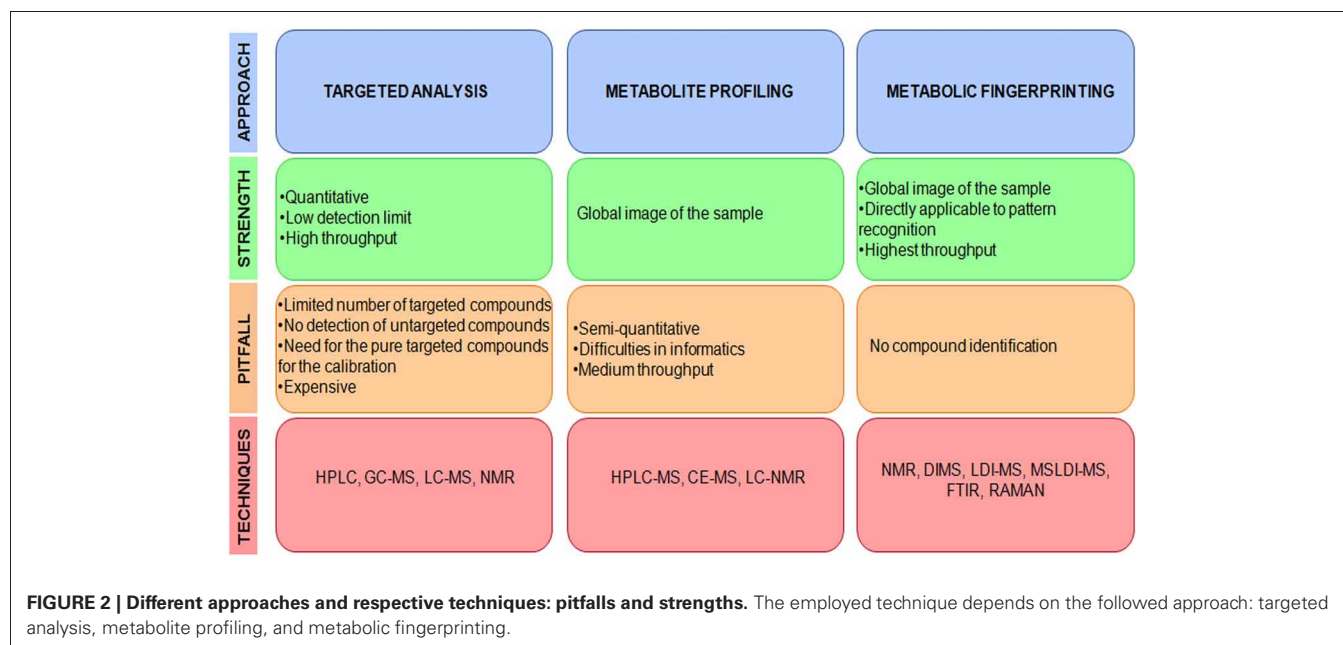 APPROACH
TARGETED ANALYSIS
METABOLITE PROFILING
METABOLIC FINGERPRINTING
STRENGTH
•Quantitative
•Low detection limit
•High throughput
Global image of the sample
•Global image of the sample
•Directly applicable to pattern
recognition
•Highest throughput
PITFALL
•Limited number of targeted compounds
•No detection of untargeted compounds
•Need for the pure targeted compounds
for the calibration
•Expensive
•Semi-quantitative
•Difficulties in informatics
•Medium throughput
No compound identification
TECHNIQUES
HPLC, GC-MS, LC-MS, NMR
HPLC-MS, CE-MS, LC-NMR
NMR, DIMS, LDI-MS, MSLDI-MS,
FTIR, RAMAN
FIGURE 2 | Different approaches and respective techniques: pitfalls and strengths. The employed technique depends on the followed approach: targeted
analysis, metabolite profiling, and metabolic fingerprinting.